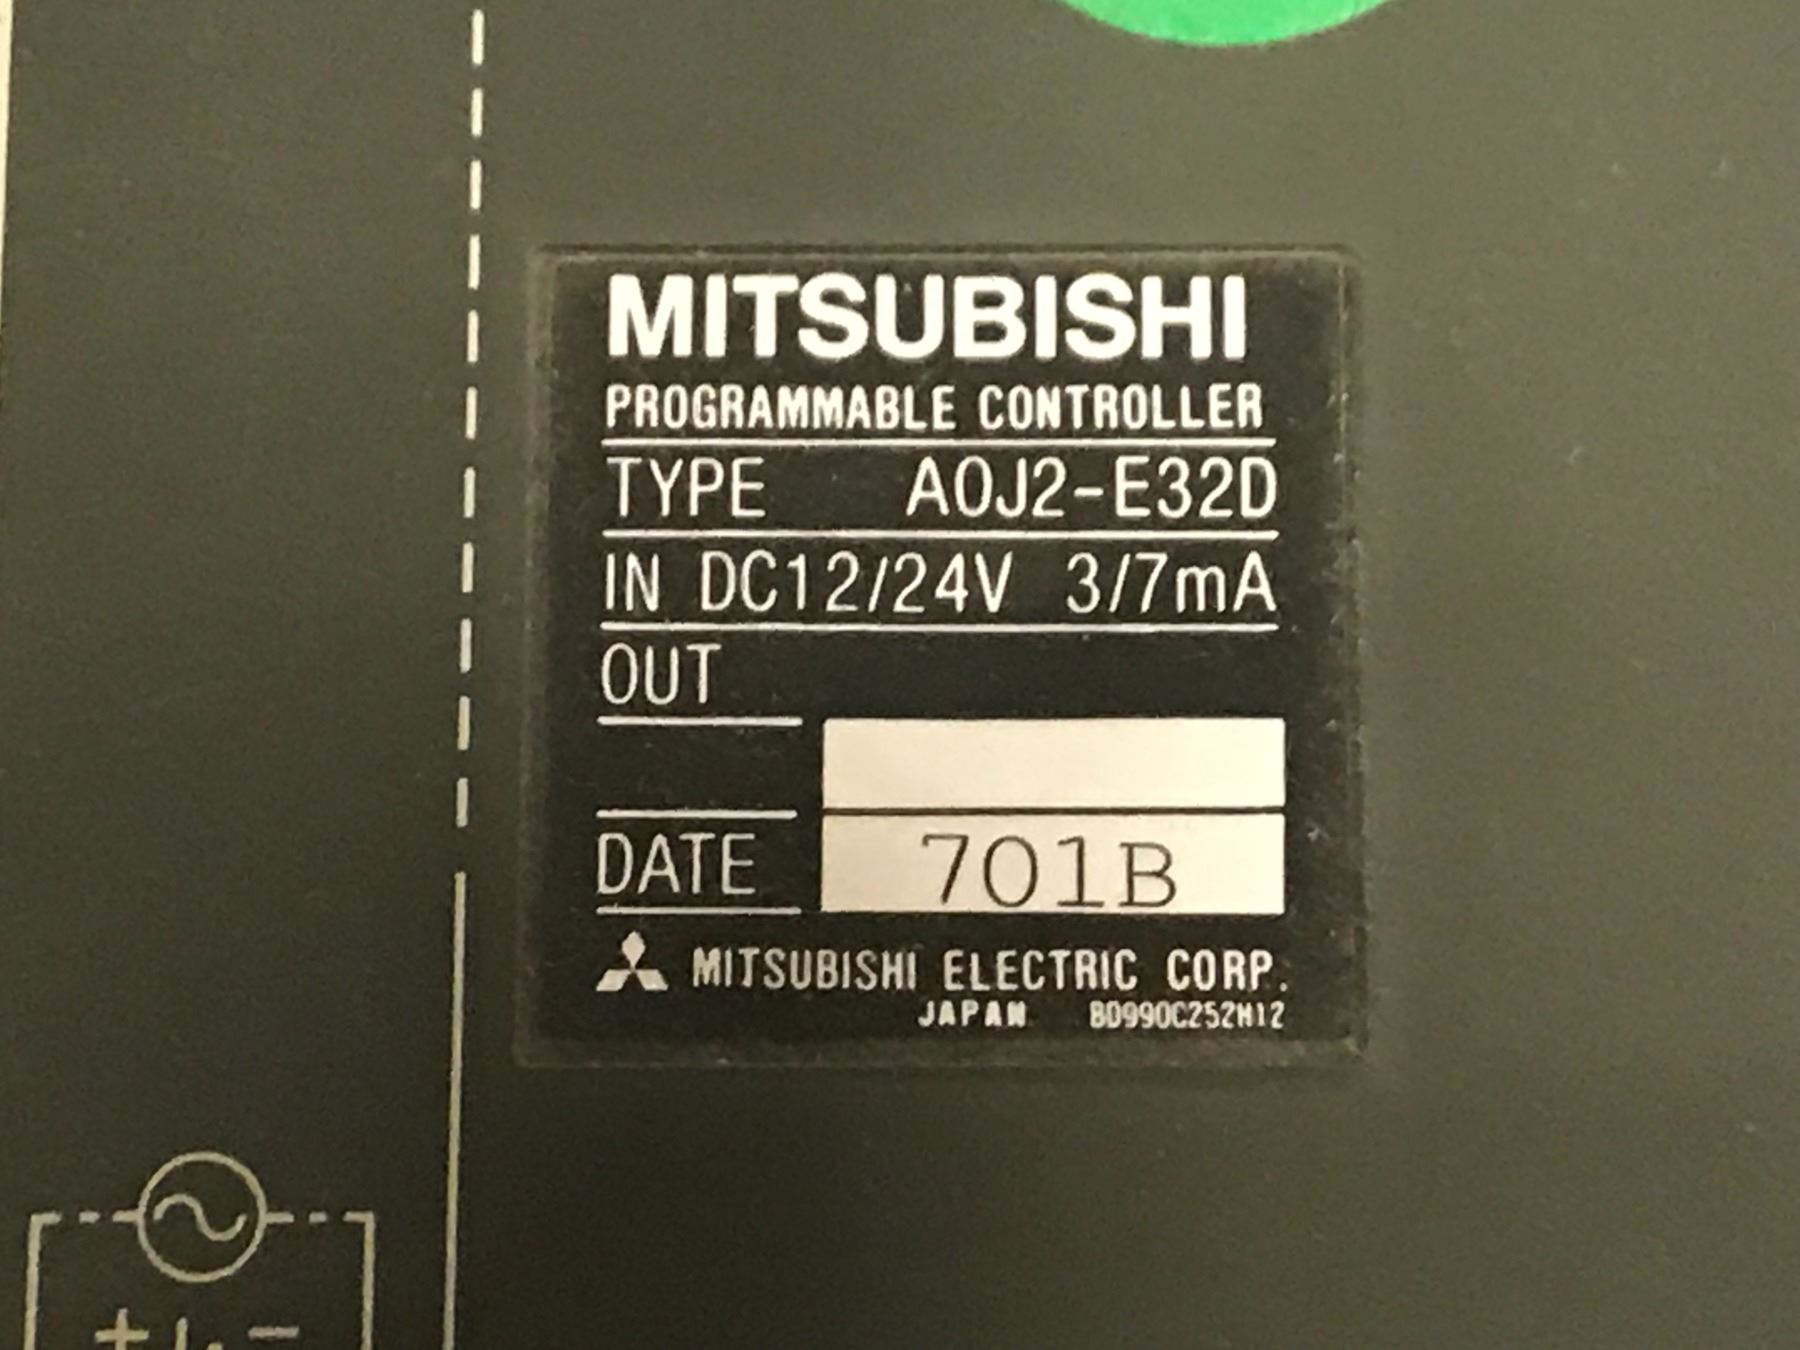 MITSUBISHI
PROGRAMMABLE CONTROLLER
TYPE A0J2-E32D
IN DC12/24V 3/7mA
OUT
DATE 701B
MITSUBISHI ELECTRIC CORP.
JAPAN BD990C252H12
+ -